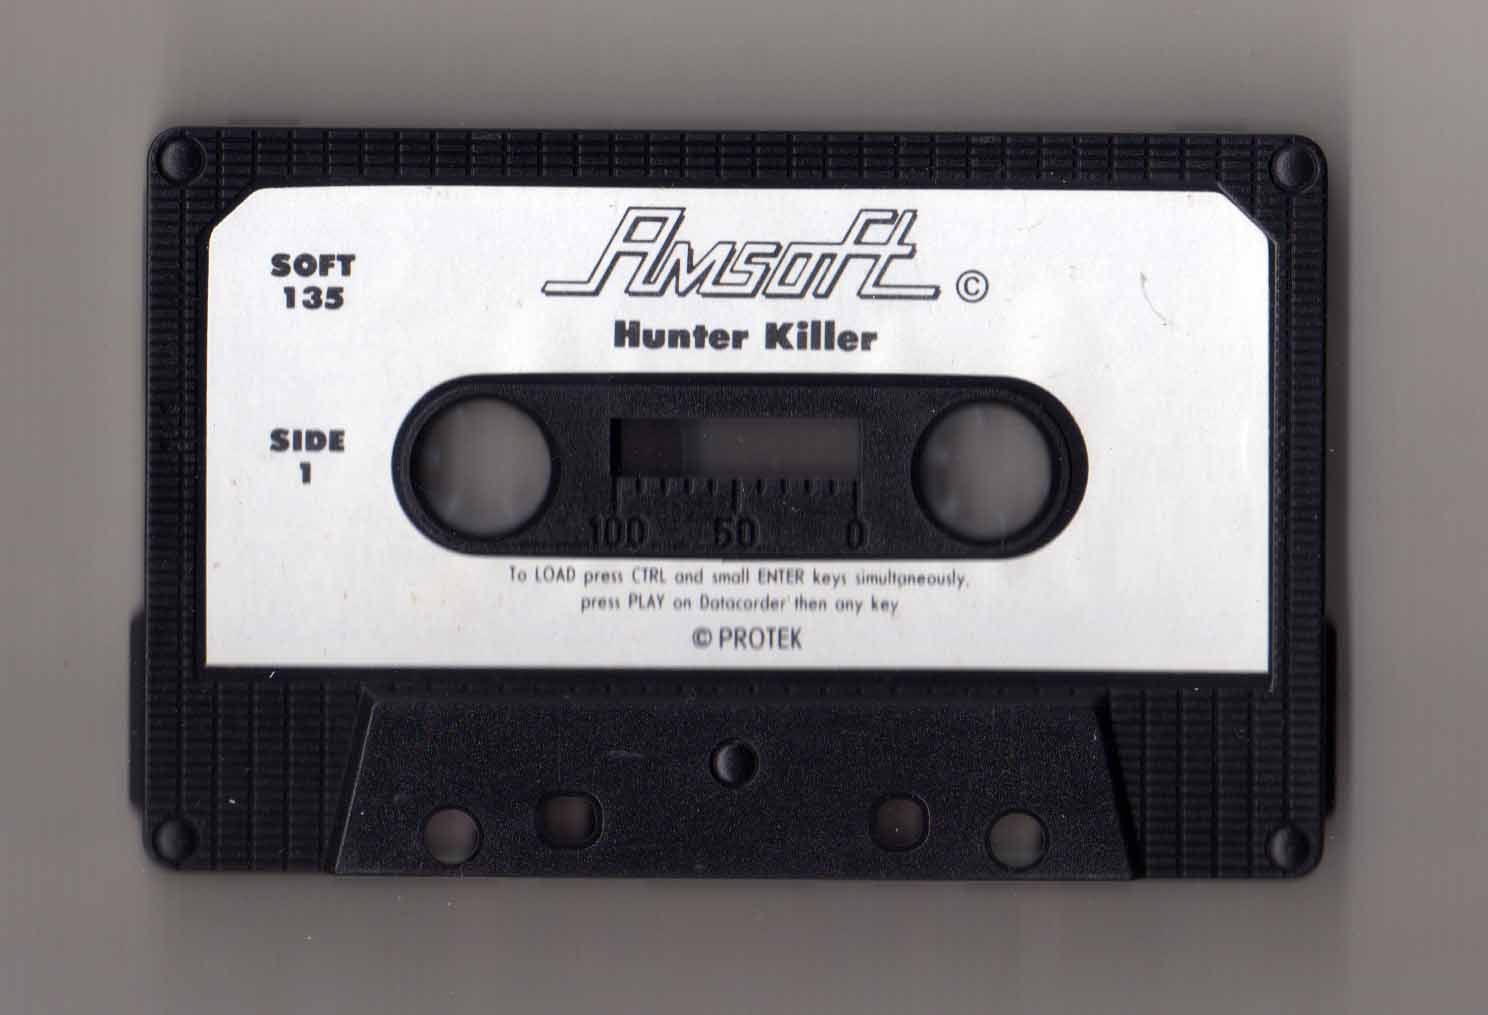 SOFT
135
Amsoft ©
Hunter Killer
SIDE
1
100 50 0
To LOAD press CTRL and small ENTER keys simultaneously,
press PLAY on Datacorder' then any key
© PROTEK